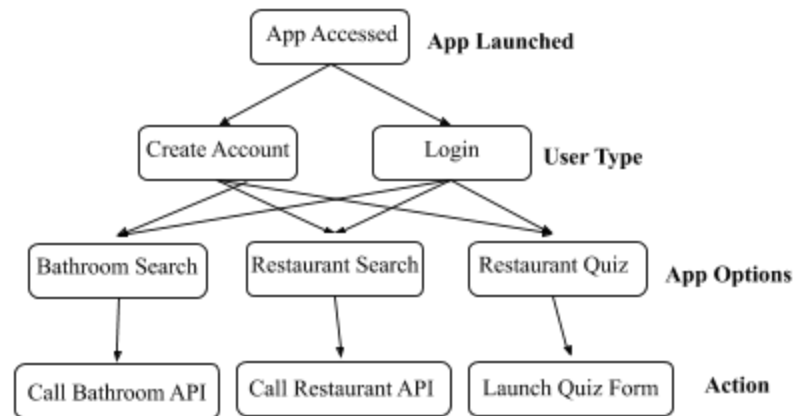 App Accessed
App Launched
Create Account
Login
User Type
Bathroom Search
Restaurant Search
Restaurant Quiz
App Options
Call Bathroom API
Call Restaurant API
Launch Quiz Form
Action